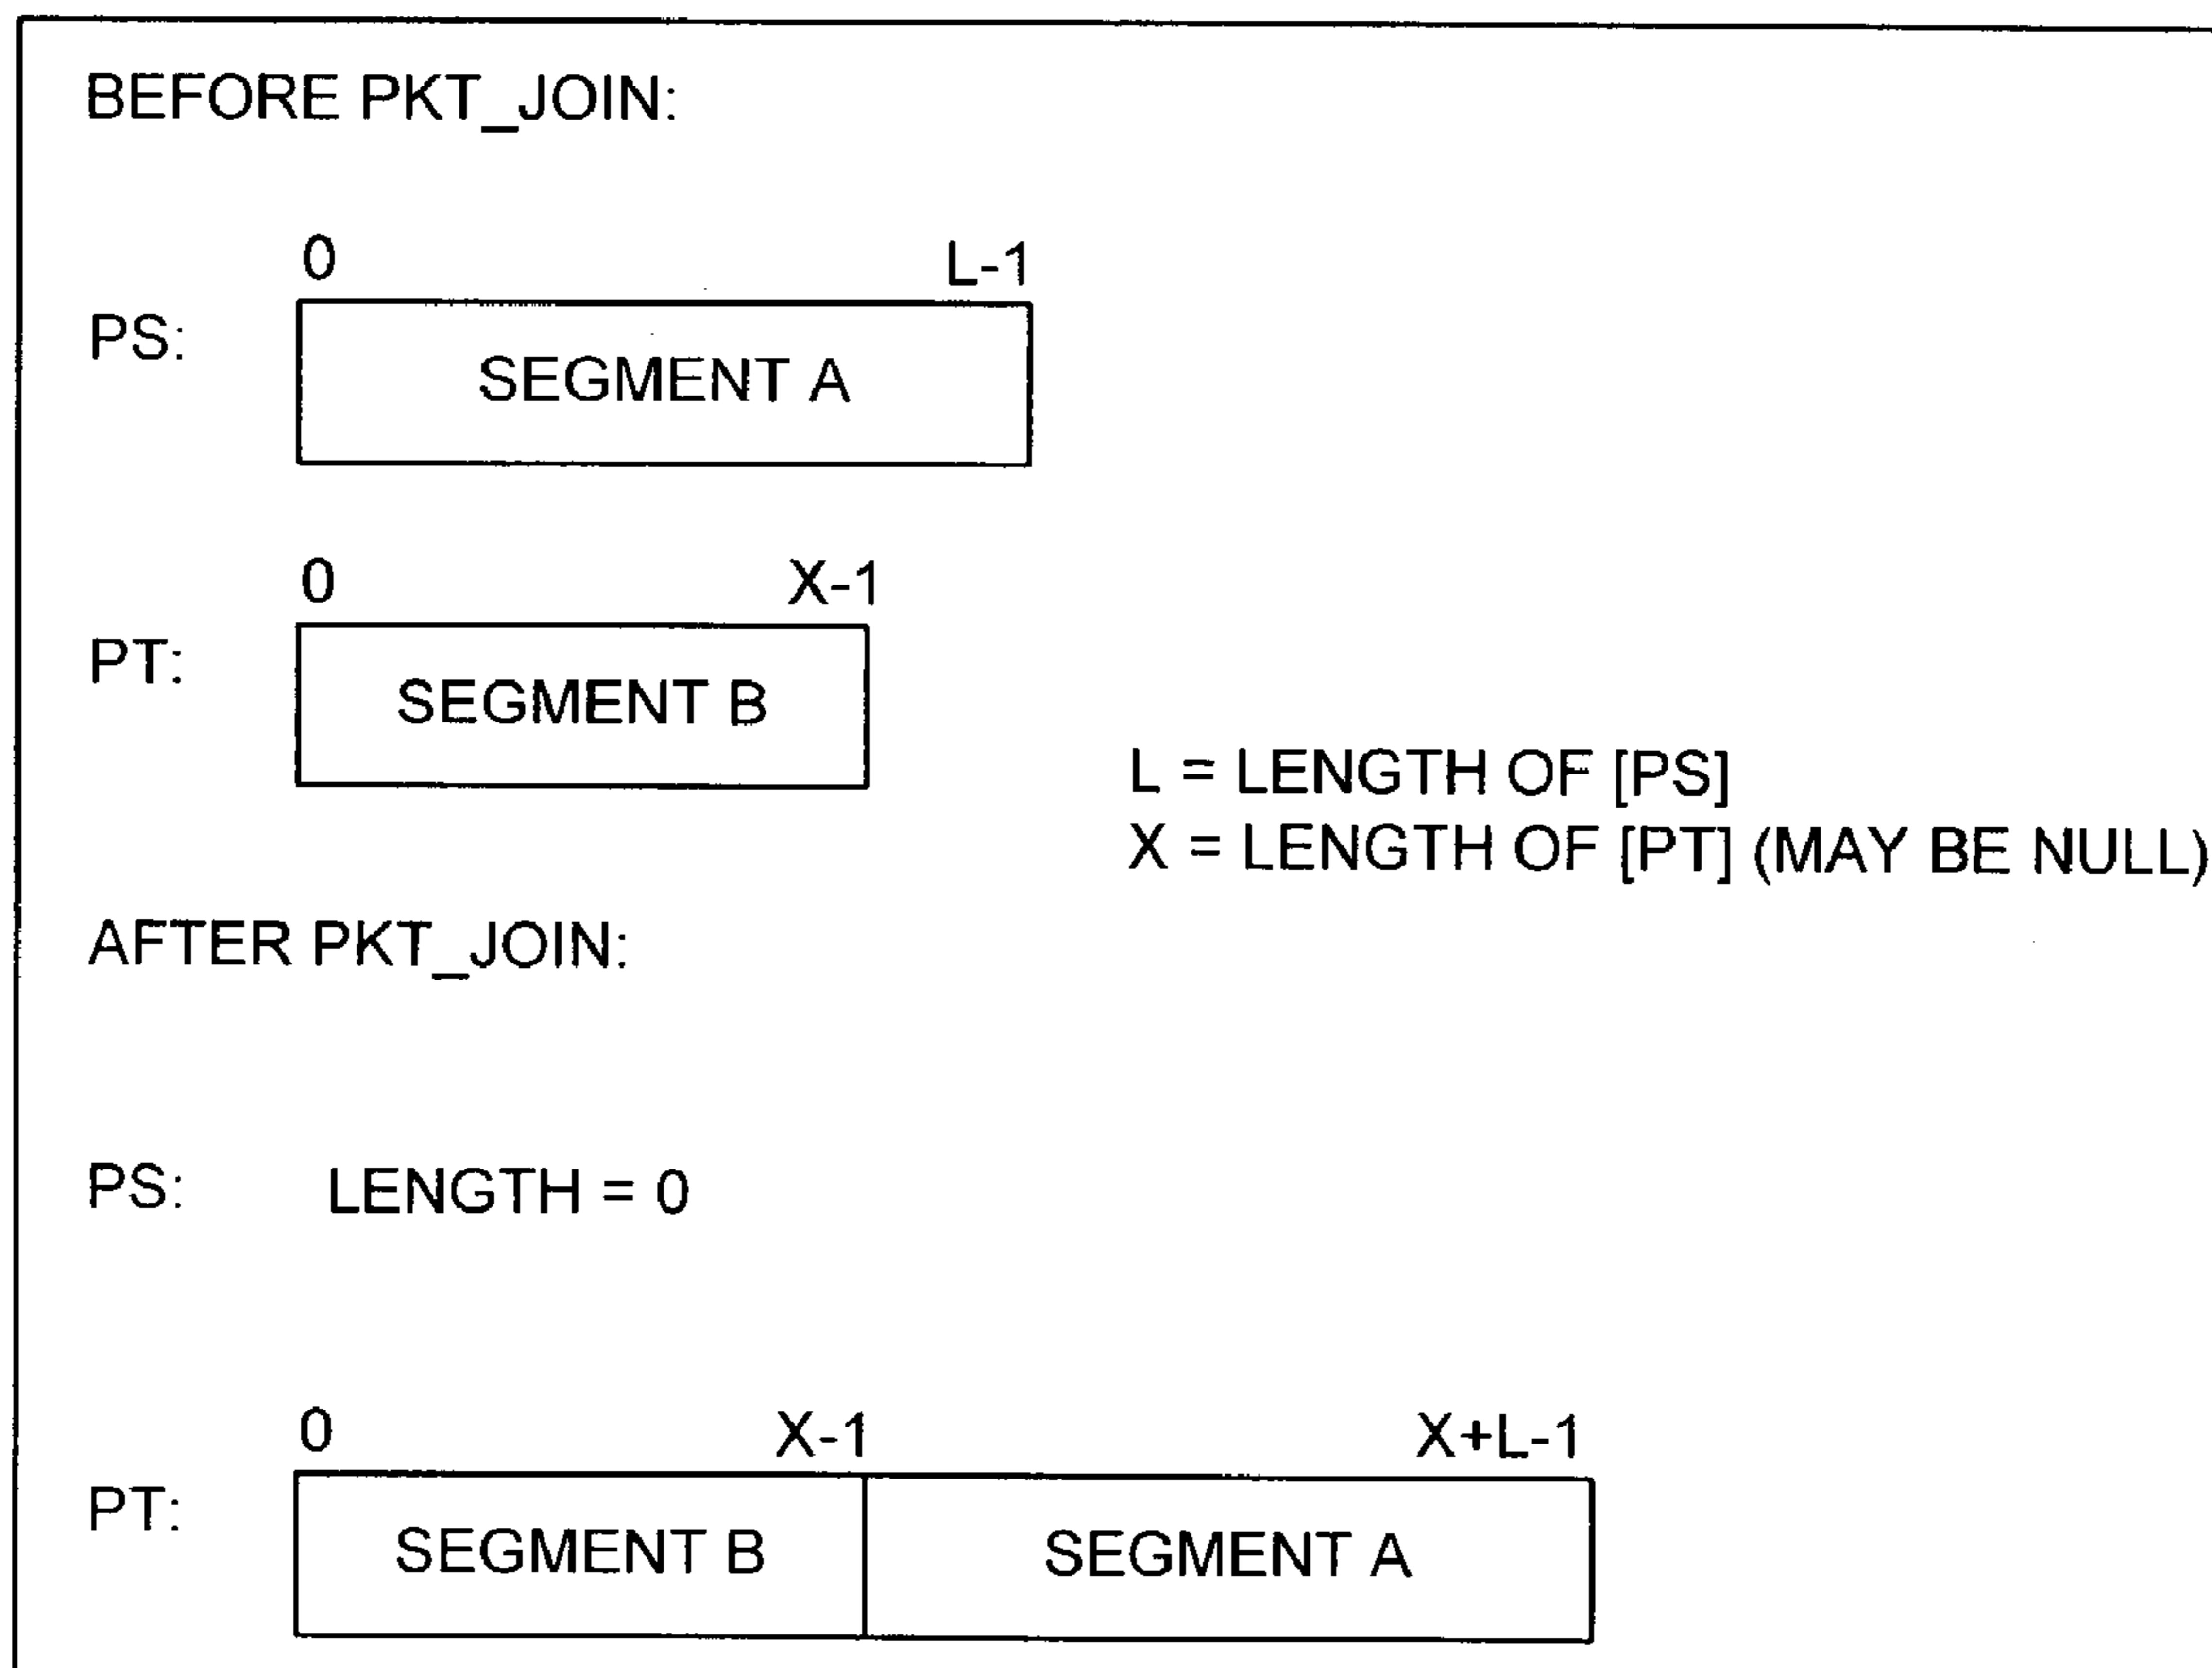 BEFORE PKT_JOIN:
0 L-1
PS: SEGMENT A
0 X-1
PT: SEGMENT B
L = LENGTH OF [PS]
X = LENGTH OF [PT] (MAY BE NULL)
AFTER PKT_JOIN:
PS: LENGTH = 0
0 X-1 X+L-1
PT: SEGMENT B SEGMENT A